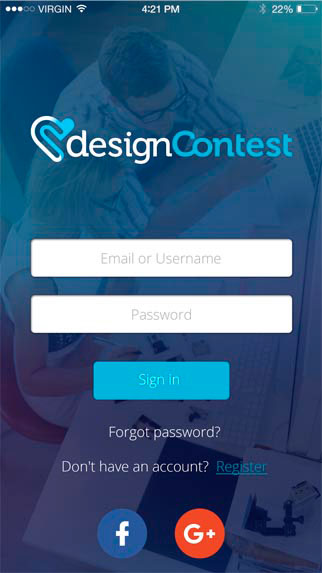 ●●●○○ VIRGIN 4:21 PM 22%
designContest
Email or Username
Password
Sign in
Forgot password?
Don't have an account? Register
f G+